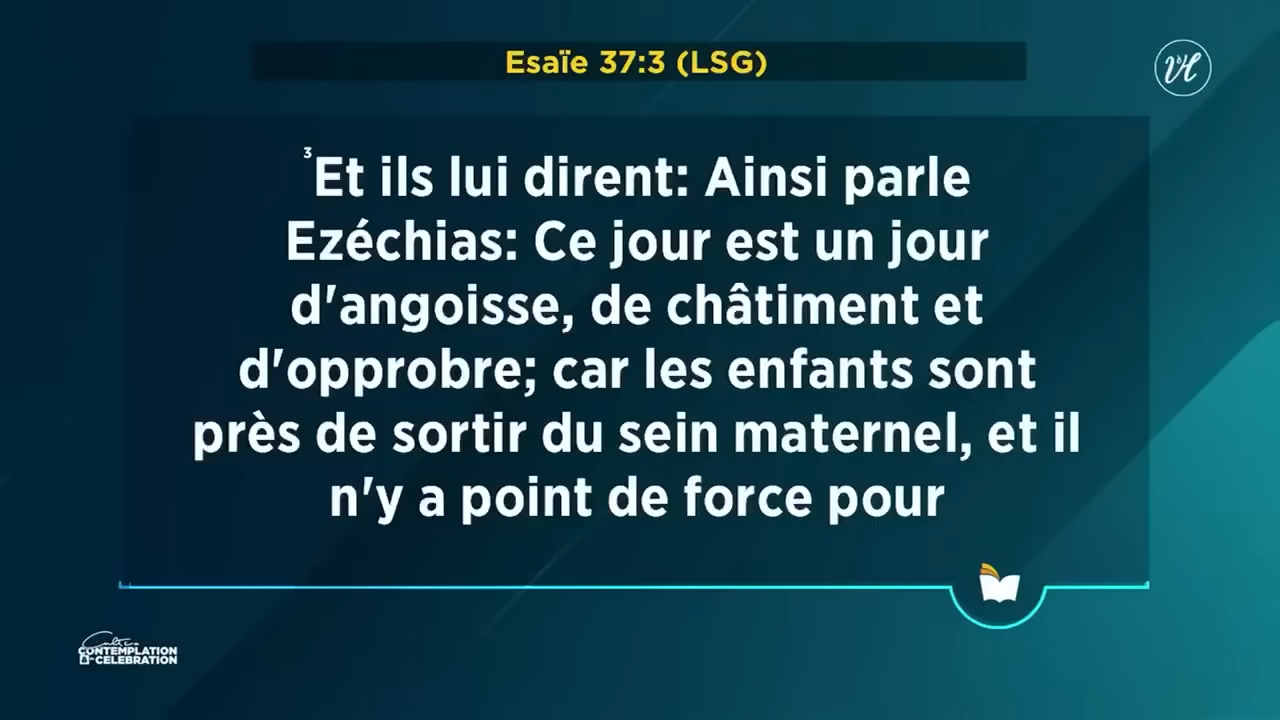 Esaïe 37:3 (LSG)
3Et ils lui dirent: Ainsi parle
Ezéchias: Ce jour est un jour
d'angoisse, de châtiment et
d'opprobre; car les enfants sont
près de sortir du sein maternel, et il
n'y a point de force pour
CONTEMPLATION
CELEBRATION